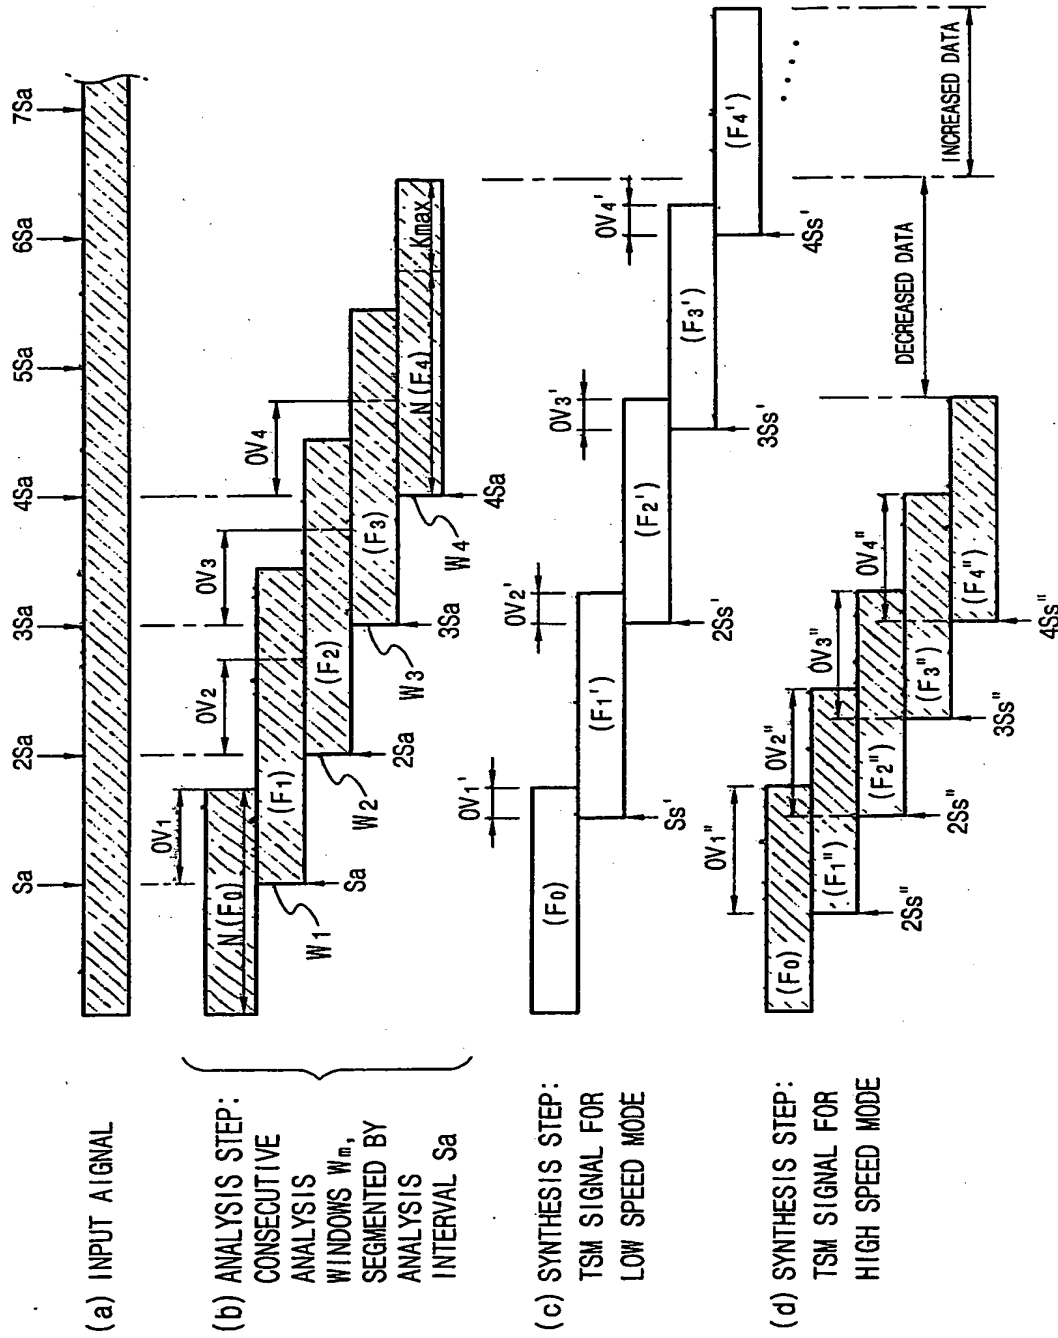 (a) INPUT AIGNAL
Sa
2Sa
3Sa
4Sa
5Sa
6Sa
7Sa
(b) ANALYSIS STEP:
CONSECUTIVE
ANALYSIS
WINDOWS Wm,
SEGMENTED BY
ANALYSIS
INTERVAL Sa
OV1
OV2
OV3
OV4
N (F0)
(F1)
(F2)
(F3)
N (F4)
Kmax
W1
Sa
W2
2Sa
W3
3Sa
W4
4Sa
(c) SYNTHESIS STEP:
TSM SIGNAL FOR
LOW SPEED MODE
OV1'
OV2'
OV3'
OV4'
(F0)
(F1')
(F2')
(F3')
(F4')
Ss'
2Ss'
3Ss'
4Ss'
(d) SYNTHESIS STEP:
TSM SIGNAL FOR
HIGH SPEED MODE
OV1"
OV2"
OV3"
OV4"
(F0)
(F1")
(F2")
(F3")
(F4")
2Ss"
2Ss"
3Ss"
4Ss"
DECREASED DATA
INCREASED DATA